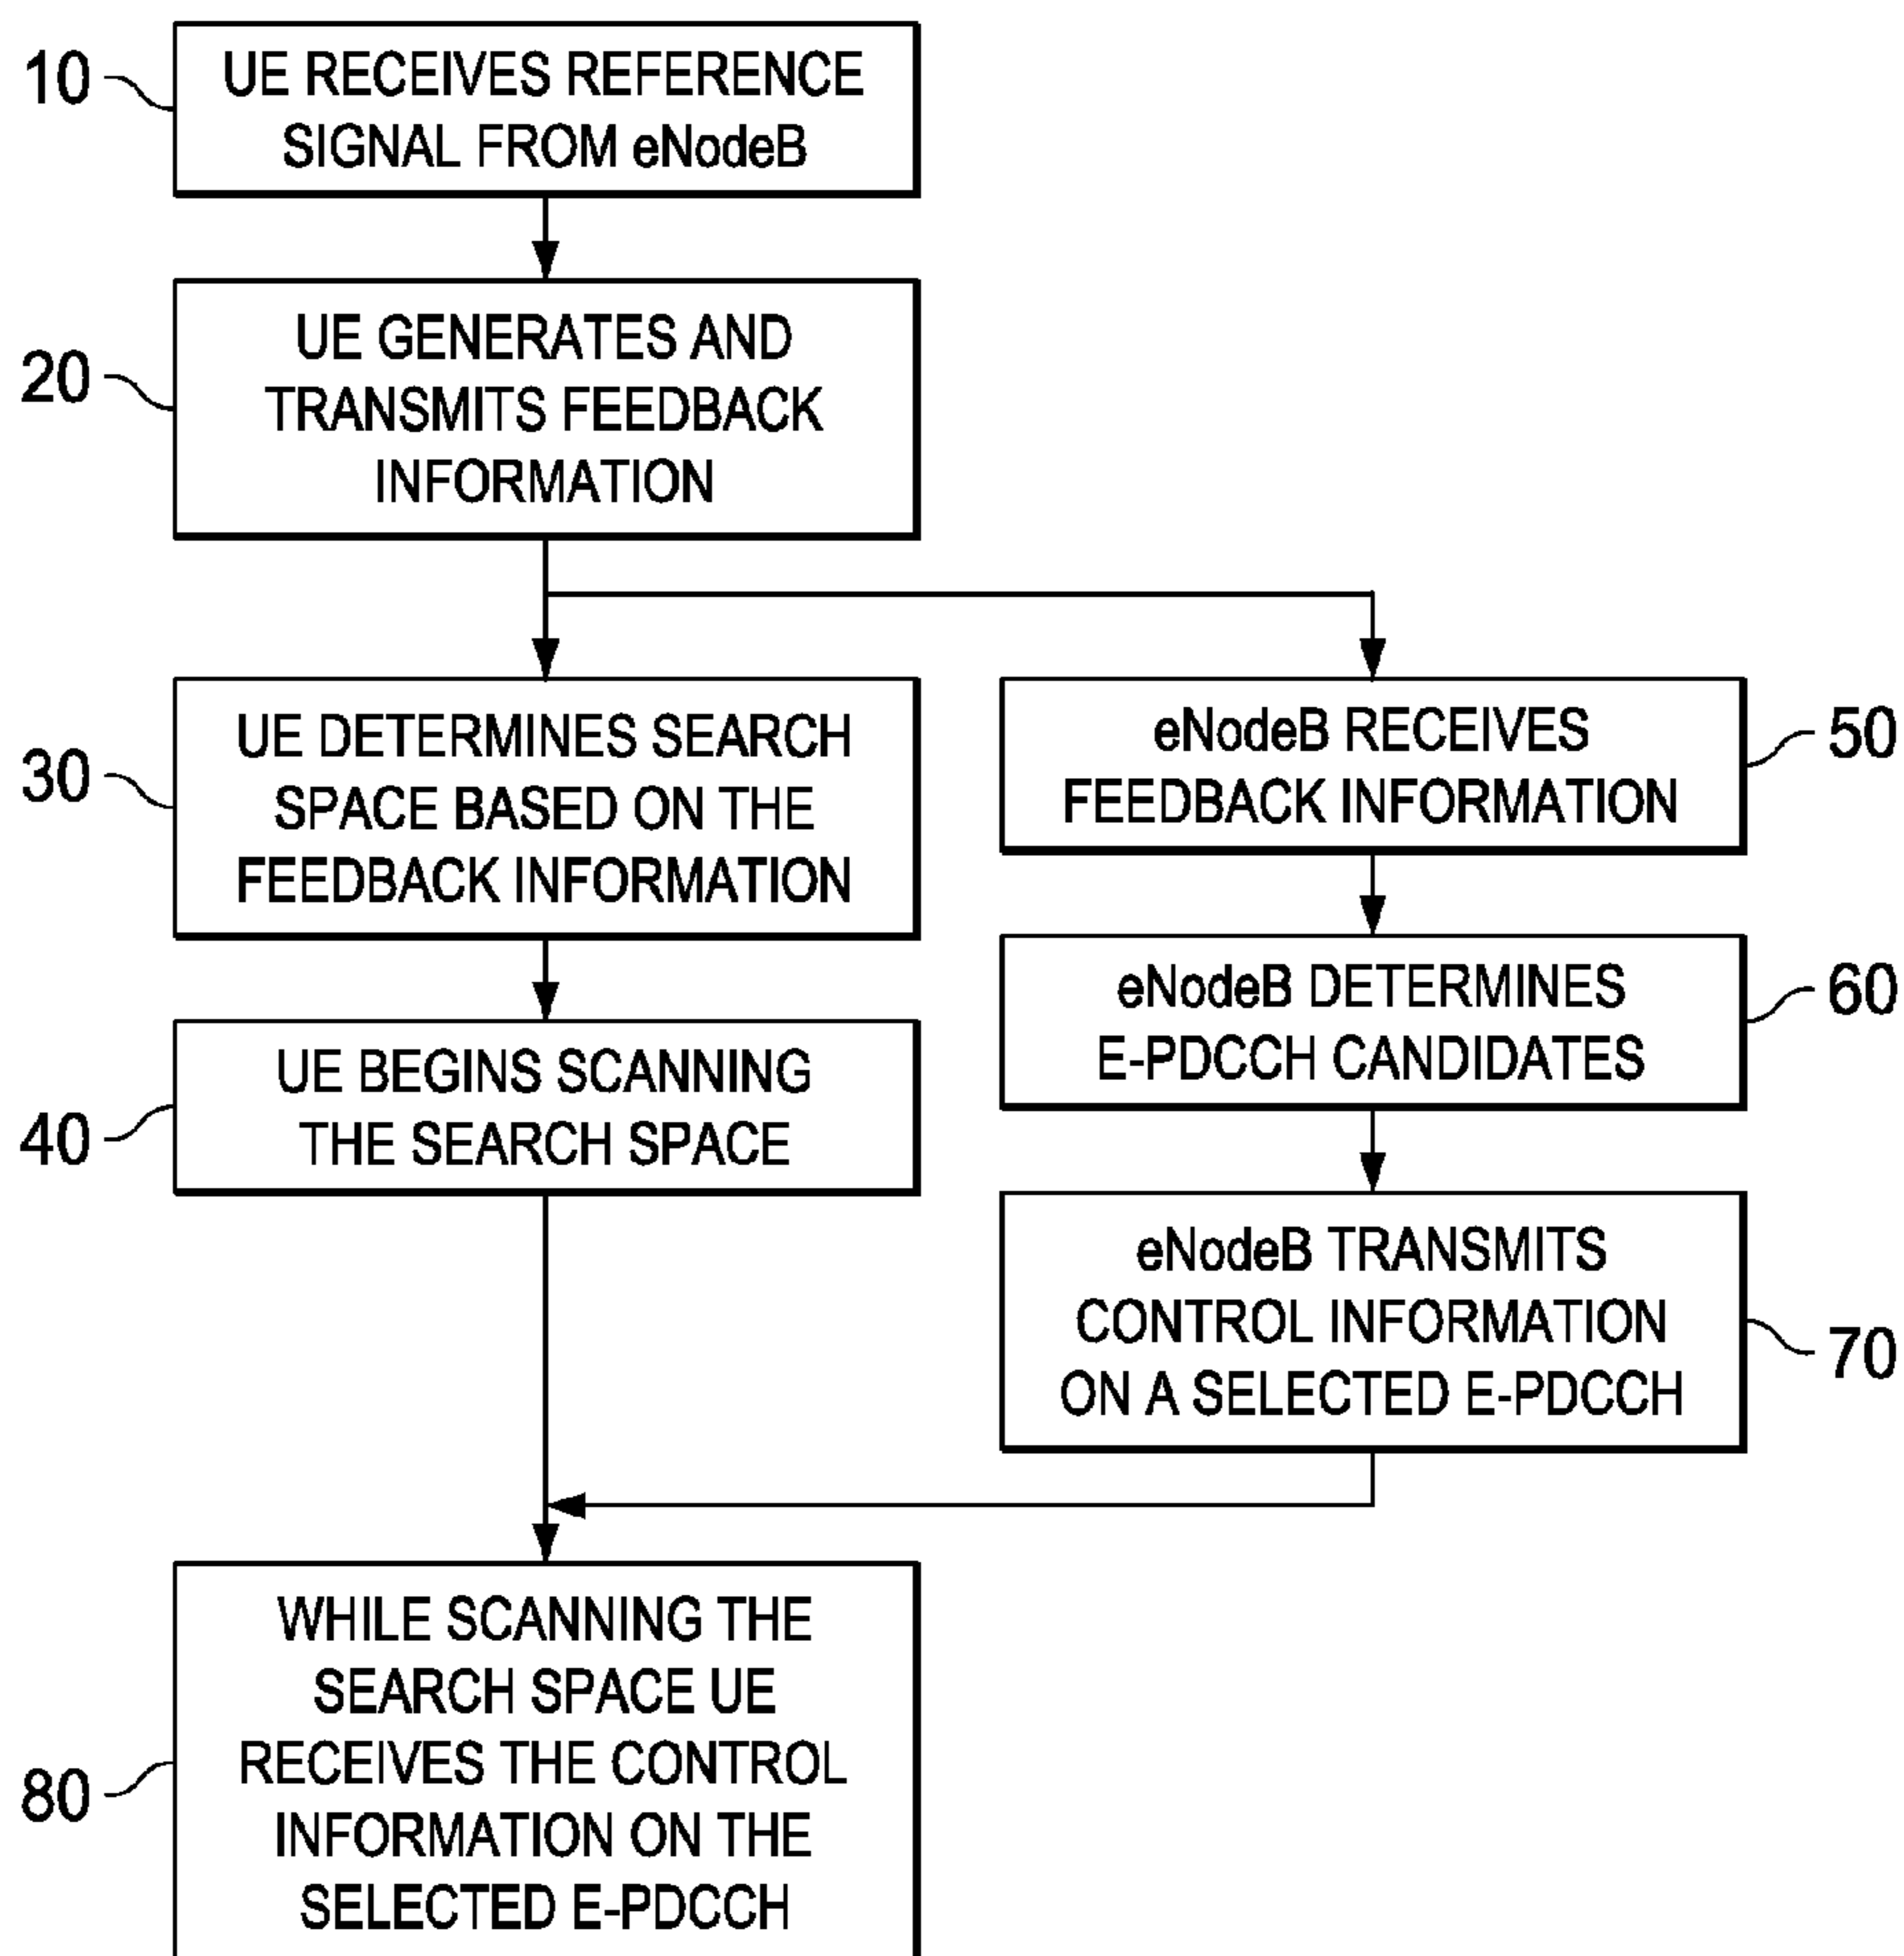 10
UE RECEIVES REFERENCE
SIGNAL FROM eNodeB
20
UE GENERATES AND
TRANSMITS FEEDBACK
INFORMATION
30
UE DETERMINES SEARCH
SPACE BASED ON THE
FEEDBACK INFORMATION
40
UE BEGINS SCANNING
THE SEARCH SPACE
eNodeB RECEIVES
FEEDBACK INFORMATION
50
eNodeB DETERMINES
E-PDCCH CANDIDATES
60
eNodeB TRANSMITS
CONTROL INFORMATION
ON A SELECTED E-PDCCH
70
80
WHILE SCANNING THE
SEARCH SPACE UE
RECEIVES THE CONTROL
INFORMATION ON THE
SELECTED E-PDCCH